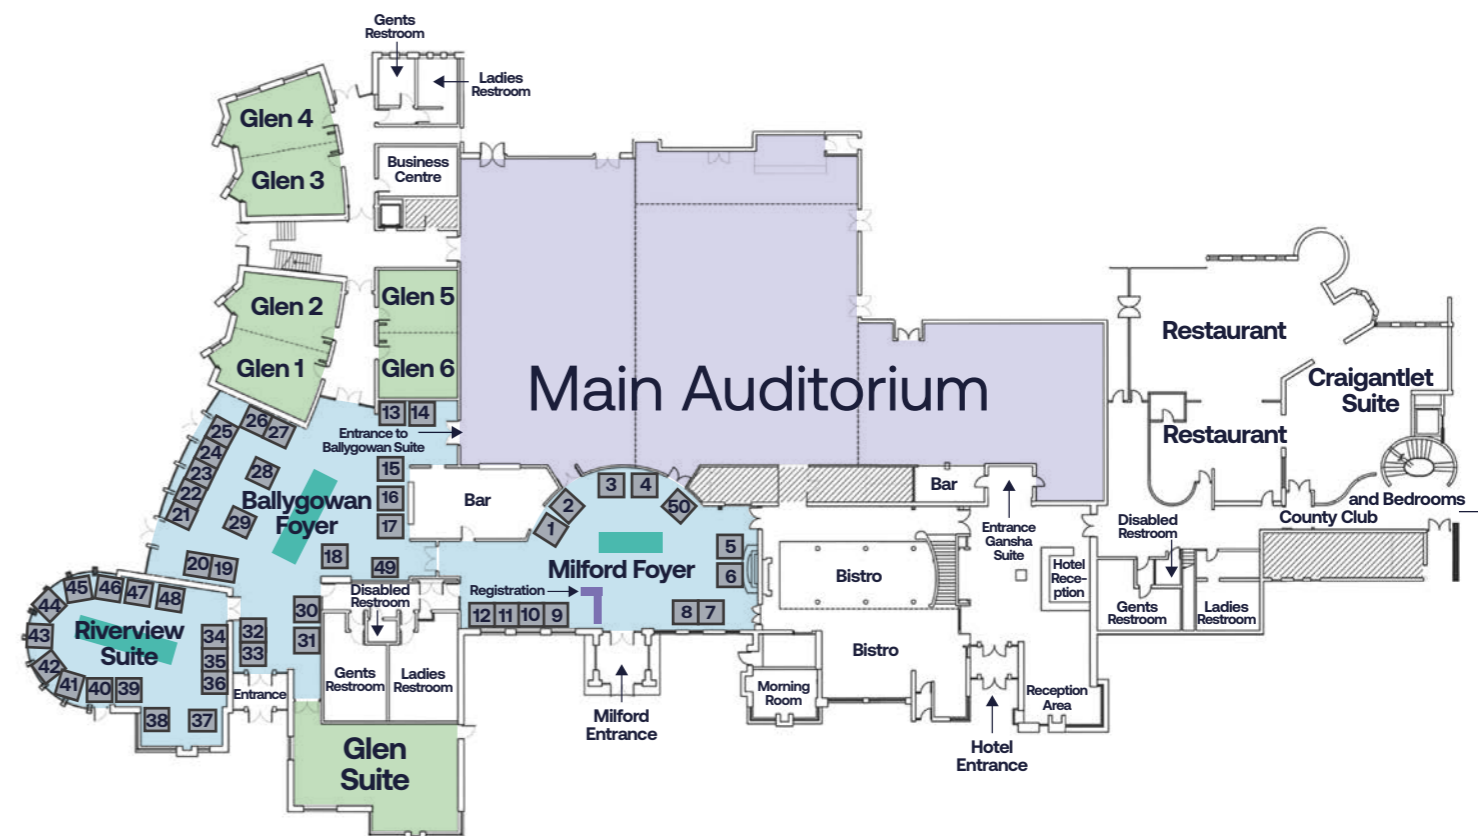 Gents
Restroom
Ladies
Restroom
Glen 4
Glen 3
Business
Centre
Glen 2
Glen 1
Glen 5
Glen 6
Main Auditorium
Restaurant
Craigantlet
Suite
Restaurant
13 14
Entrance to
Ballygowan Suite
26
27
25
24
23
22
21
28
29
15
16
17
Ballygowan
Foyer
18
49
20 19
Bar
1
2
3
4
50
5
6
Milford Foyer
Registration
12 11 10 9
8 7
Bar
Entrance
Gansha
Suite
Bistro
Hotel
Rece-
ption
Disabled
Restroom
and Bedrooms
County Club
Gents
Restroom
Ladies
Restroom
Disabled
Restroom
30
31
32
33
45 46 47 48
44
43
42
41 40 39
38 37
34
35
36
Riverview
Suite
Entrance
Gents
Restroom
Ladies
Restroom
Bistro
Morning
Room
Reception
Area
Milford
Entrance
Hotel
Entrance
Glen
Suite